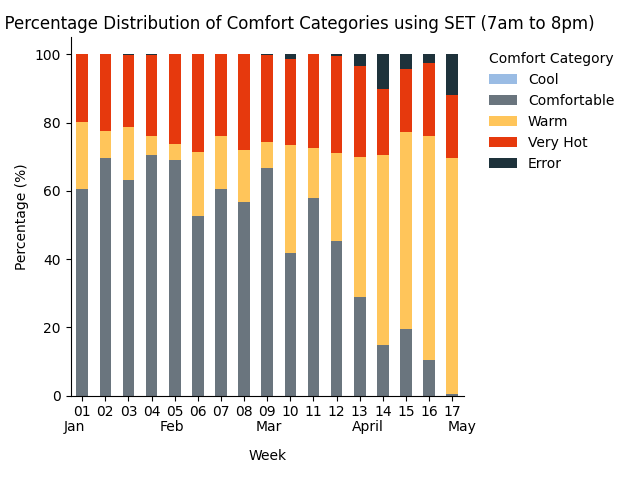 Percentage Distribution of Comfort Categories using SET (7am to 8pm)
Comfort Category
Cool
Comfortable
Warm
Very Hot
Error
Percentage (%)
100
80
60
40
20
0
01 02 03 04 05 06 07 08 09 10 11 12 13 14 15 16 17
Jan Feb Mar April May
Week